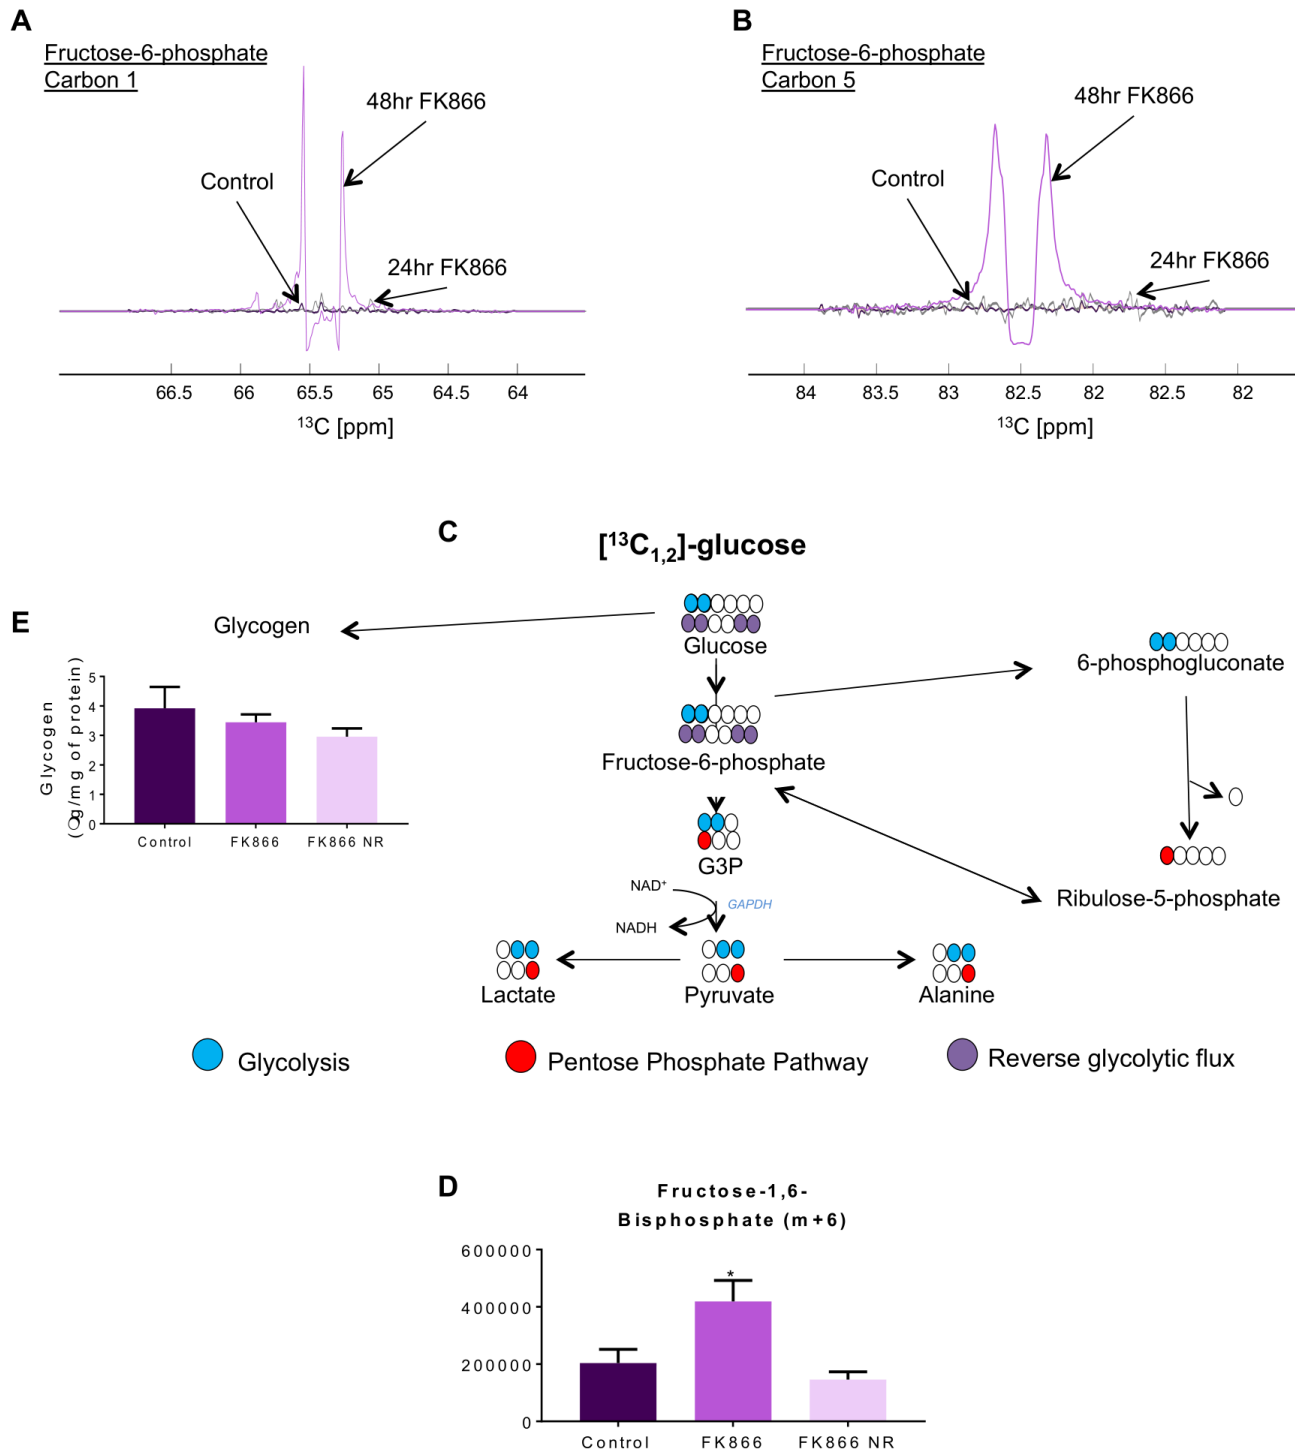 A
Fructose-6-phosphate
Carbon 1
48hr FK866
Control
24hr FK866
66.5 66 65.5 65 64.5 64
¹³C [ppm]
B
Fructose-6-phosphate
Carbon 5
48hr FK866
Control
24hr FK866
84 83.5 83 82.5 82 82.5 82
¹³C [ppm]
C
[¹³C₁,₂]-glucose
Glucose
Fructose-6-phosphate
G3P
NAD⁺
GAPDH
NADH
Lactate
Pyruvate
Alanine
6-phosphogluconate
Ribulose-5-phosphate
Glycolysis
Pentose Phosphate Pathway
Reverse glycolytic flux
E
Glycogen
Glycogen
g/mg of protein)
5
4
3
2
1
0
Control FK866 FK866 NR
D
Fructose-1,6-
Bisphosphate (m+6)
600000
400000
200000
0
*
Control FK866 FK866 NR